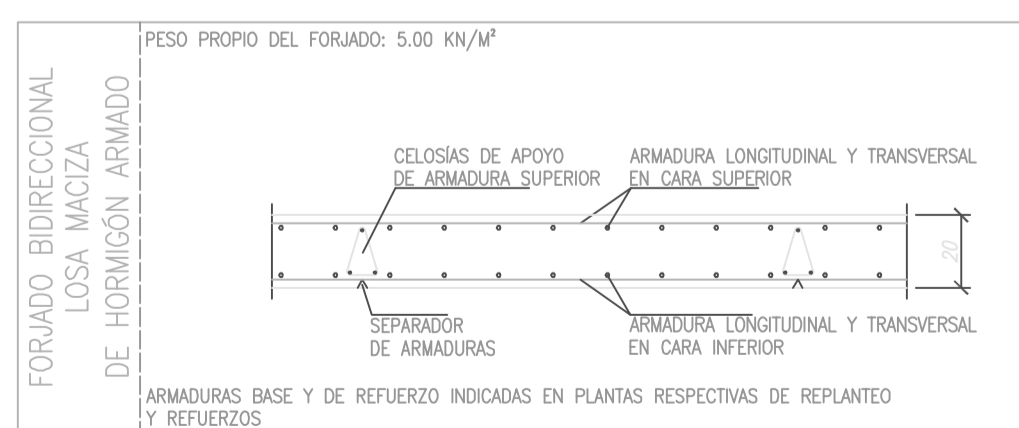 FORJADO BIDIRECCIONAL
LOSA MACIZA
DE HORMIGÓN ARMADO
PESO PROPIO DEL FORJADO: 5.00 KN/M²
CELOSÍAS DE APOYO
DE ARMADURA SUPERIOR
ARMADURA LONGITUDINAL Y TRANSVERSAL
EN CARA SUPERIOR
20
SEPARADOR
DE ARMADURAS
ARMADURA LONGITUDINAL Y TRANSVERSAL
EN CARA INFERIOR
ARMADURAS BASE Y DE REFUERZO INDICADAS EN PLANTAS RESPECTIVAS DE REPLANTEO
Y REFUERZOS